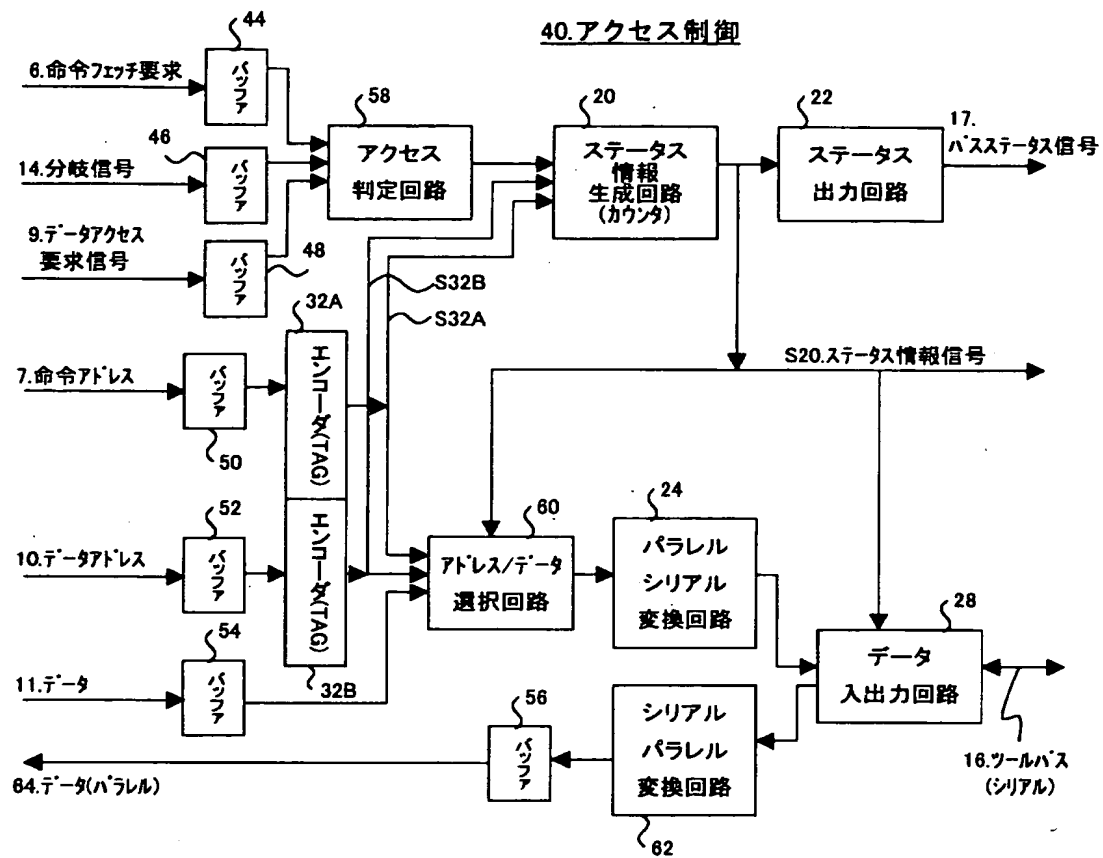 40.アクセス制御
44
6.命令フェッチ要求
バッファ
46
14.分岐信号
バッファ
9.データアクセス
要求信号
バッファ
48
58
アクセス
判定回路
20
ステータス
情報
生成回路
(カウンタ)
22
ステータス
出力回路
17.
バスステータス信号
S32B
S32A
32A
エンコーダ(TAG)
7.命令アドレス
バッファ
50
S20.ステータス情報信号
52
10.データアドレス
バッファ
エンコーダ(TAG)
32B
60
アドレス/データ
選択回路
24
パラレル
シリアル
変換回路
28
データ
入出力回路
54
11.データ
バッファ
56
バッファ
シリアル
パラレル
変換回路
62
16.ツールバス
(シリアル)
64.データ(パラレル)